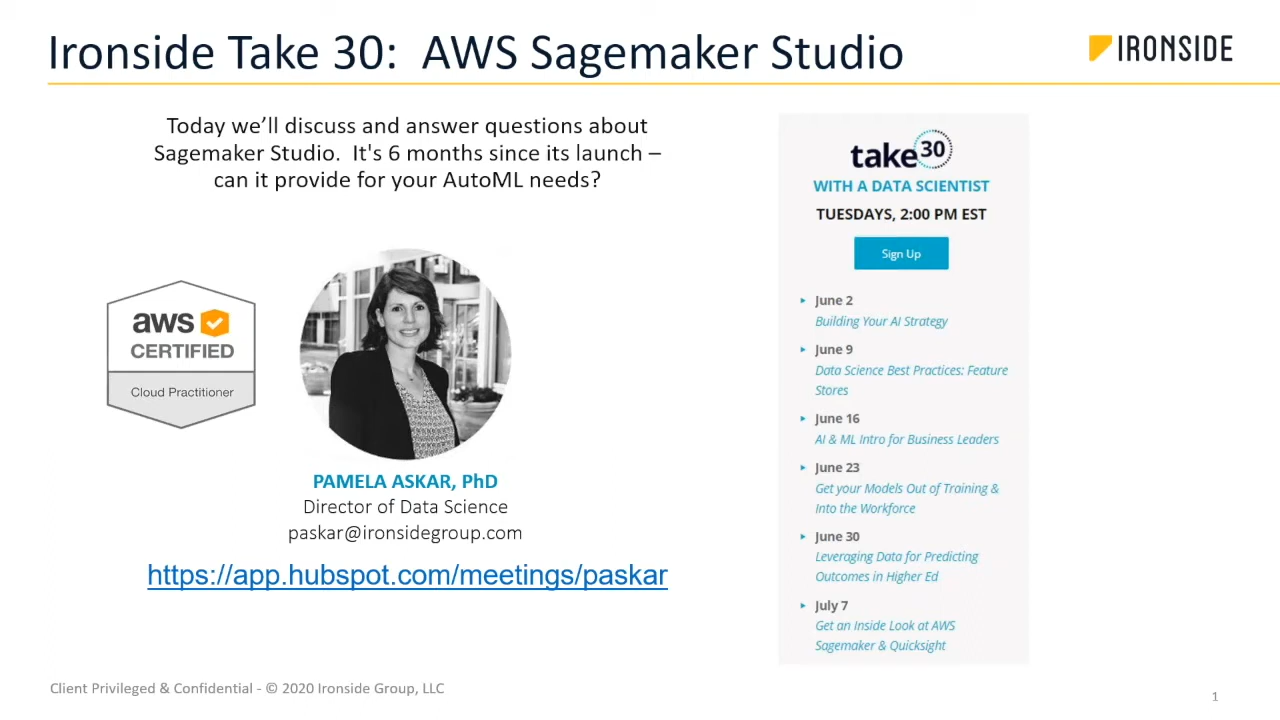 Ironside Take 30:  AWS Sagemaker Studio
IRONSIDE
Today we’ll discuss and answer questions about
Sagemaker Studio.  It's 6 months since its launch –
can it provide for your AutoML needs?
aws
CERTIFIED
Cloud Practitioner
PAMELA ASKAR, PhD
Director of Data Science
paskar@ironsidegroup.com
https://app.hubspot.com/meetings/paskar
take30
WITH A DATA SCIENTIST
TUESDAYS, 2:00 PM EST
Sign Up
June 2
Building Your AI Strategy
June 9
Data Science Best Practices: Feature
Stores
June 16
AI & ML Intro for Business Leaders
June 23
Get your Models Out of Training &
Into the Workforce
June 30
Leveraging Data for Predicting
Outcomes in Higher Ed
July 7
Get an Inside Look at AWS
Sagemaker & Quicksight
Client Privileged & Confidential - © 2020 Ironside Group, LLC
1